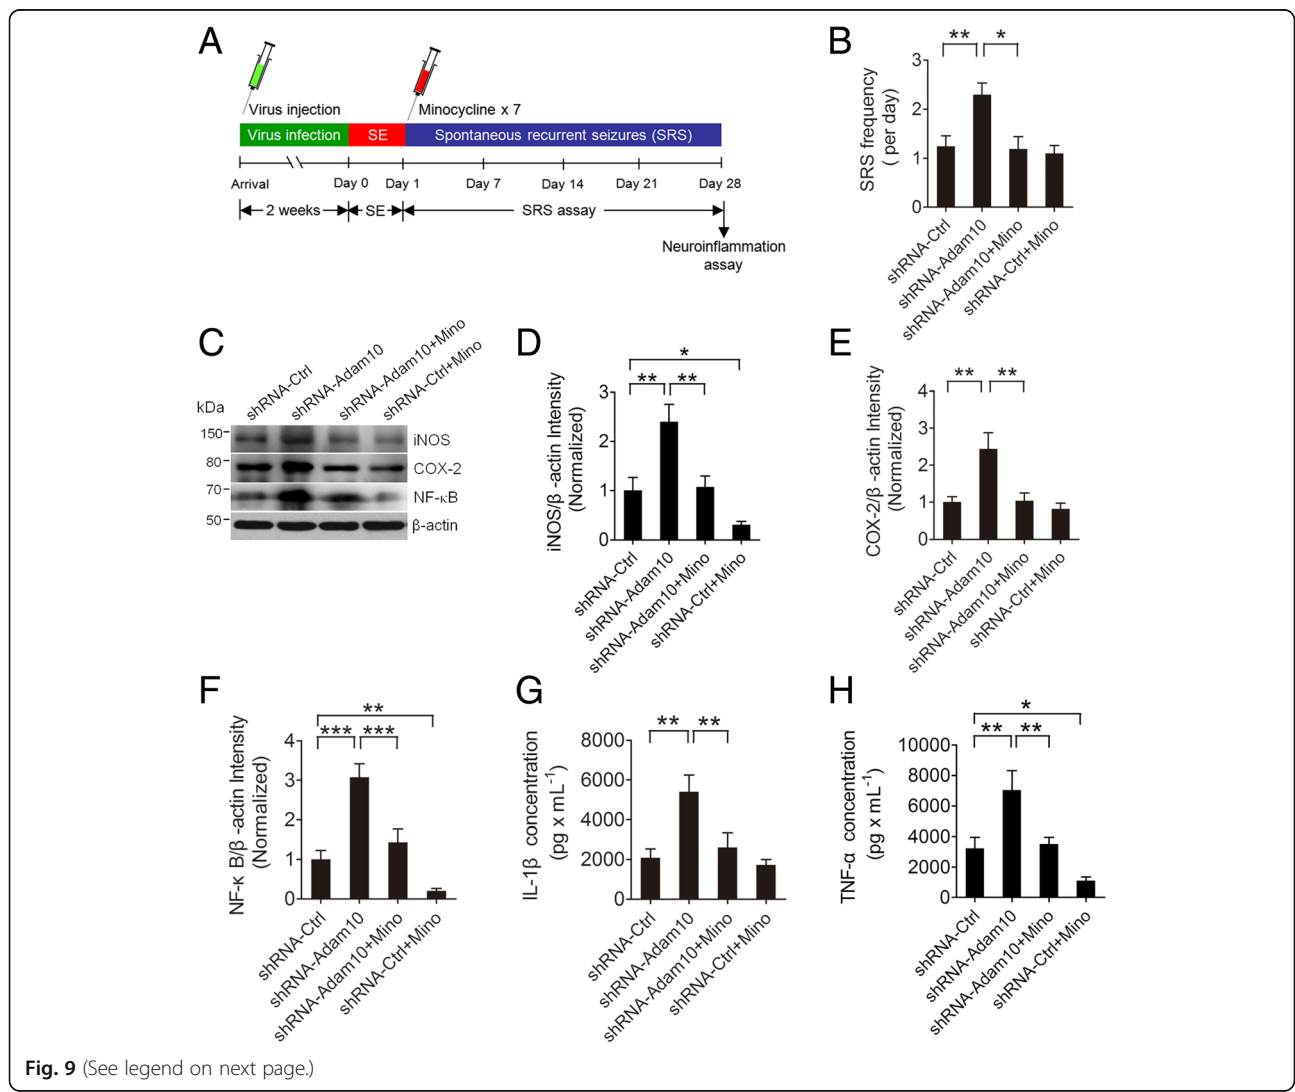 A
Virus injection
Minocycline x 7
Virus infection
SE
Spontaneous recurrent seizures (SRS)
Arrival
Day 0
Day 1
Day 7
Day 14
Day 21
Day 28
2 weeks
SE
SRS assay
Neuroinflammation
assay
B
** *
SRS frequency
( per day)
3
2
1
0
shRNA-Ctrl
shRNA-Adam10
shRNA-Adam10+Mino
shRNA-Ctrl+Mino
C
shRNA-Ctrl
shRNA-Adam10
shRNA-Adam10+Mino
shRNA-Ctrl+Mino
kDa
150
iNOS
80
COX-2
70
NF-κB
50
β-actin
D
*
** **
iNOS/β -actin Intensity
(Normalized)
3
2
1
0
shRNA-Ctrl
shRNA-Adam10
shRNA-Adam10+Mino
shRNA-Ctrl+Mino
E
** **
COX-2/β -actin Intensity
(Normalized)
4
3
2
1
0
shRNA-Ctrl
shRNA-Adam10
shRNA-Adam10+Mino
shRNA-Ctrl+Mino
F
**
*** ***
NF-κ B/β -actin Intensity
(Normalized)
4
3
2
1
0
shRNA-Ctrl
shRNA-Adam10
shRNA-Adam10+Mino
shRNA-Ctrl+Mino
G
** **
IL-1β concentration
(pg x mL-1)
8000
6000
4000
2000
0
shRNA-Ctrl
shRNA-Adam10
shRNA-Adam10+Mino
shRNA-Ctrl+Mino
H
*
** **
TNF-α concentration
(pg x mL-1)
10000
8000
6000
4000
2000
0
shRNA-Ctrl
shRNA-Adam10
shRNA-Adam10+Mino
shRNA-Ctrl+Mino
Fig. 9 (See legend on next page.)